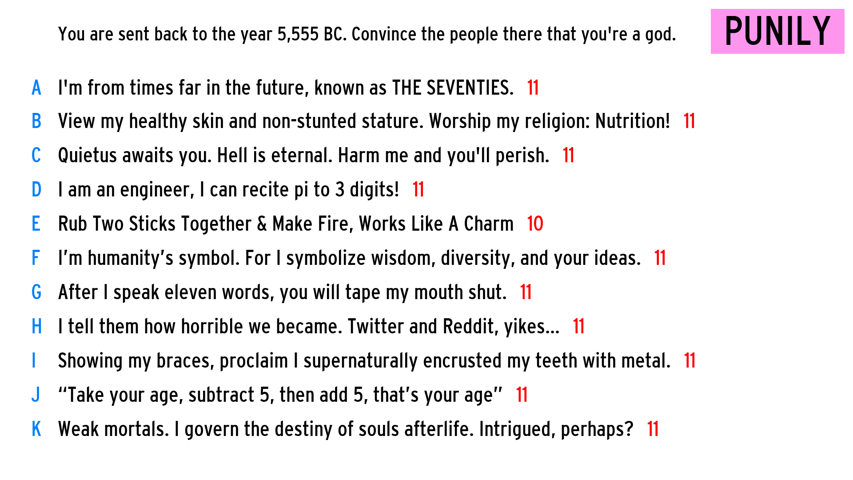 You are sent back to the year 5,555 BC. Convince the people there that you're a god.
PUNILY
A I'm from times far in the future, known as THE SEVENTIES. 11
B View my healthy skin and non-stunted stature. Worship my religion: Nutrition! 11
C Quietus awaits you. Hell is eternal. Harm me and you'll perish. 11
D I am an engineer, I can recite pi to 3 digits! 11
E Rub Two Sticks Together & Make Fire, Works Like A Charm 10
F I’m humanity’s symbol. For I symbolize wisdom, diversity, and your ideas. 11
G After I speak eleven words, you will tape my mouth shut. 11
H I tell them how horrible we became. Twitter and Reddit, yikes... 11
I Showing my braces, proclaim I supernaturally encrusted my teeth with metal. 11
J “Take your age, subtract 5, then add 5, that’s your age” 11
K Weak mortals. I govern the destiny of souls afterlife. Intrigued, perhaps? 11